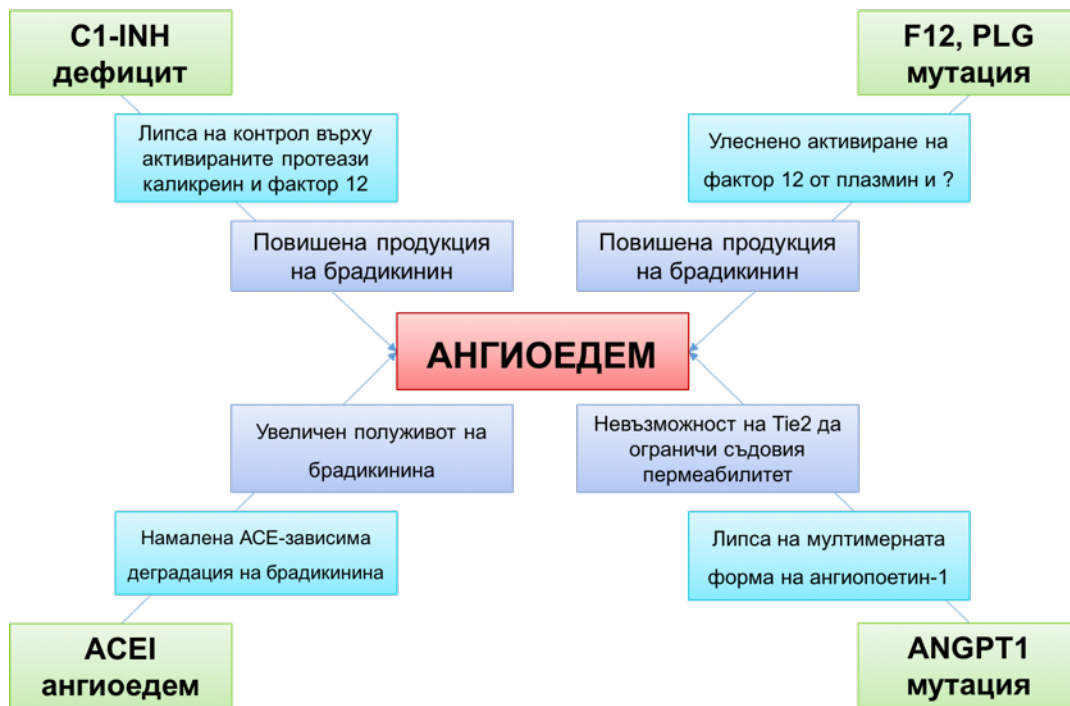 C1-INH
дефицит
Липса на контрол върху
активираните протеази
каликреин и фактор 12
Повишена продукция
на брадикинин
F12, PLG
мутация
Улеснено активиране на
фактор 12 от плазмин и ?
Повишена продукция
на брадикинин
АНГИОЕДЕМ
Увеличен полуживот на
брадикинина
Намалена ACE-зависима
деградация на брадикинина
ACEI
ангиоедем
Невъзможност на Tie2 да
ограничи съдовия
пермеабилитет
Липса на мултимерната
форма на ангиопоетин-1
ANGPT1
мутация